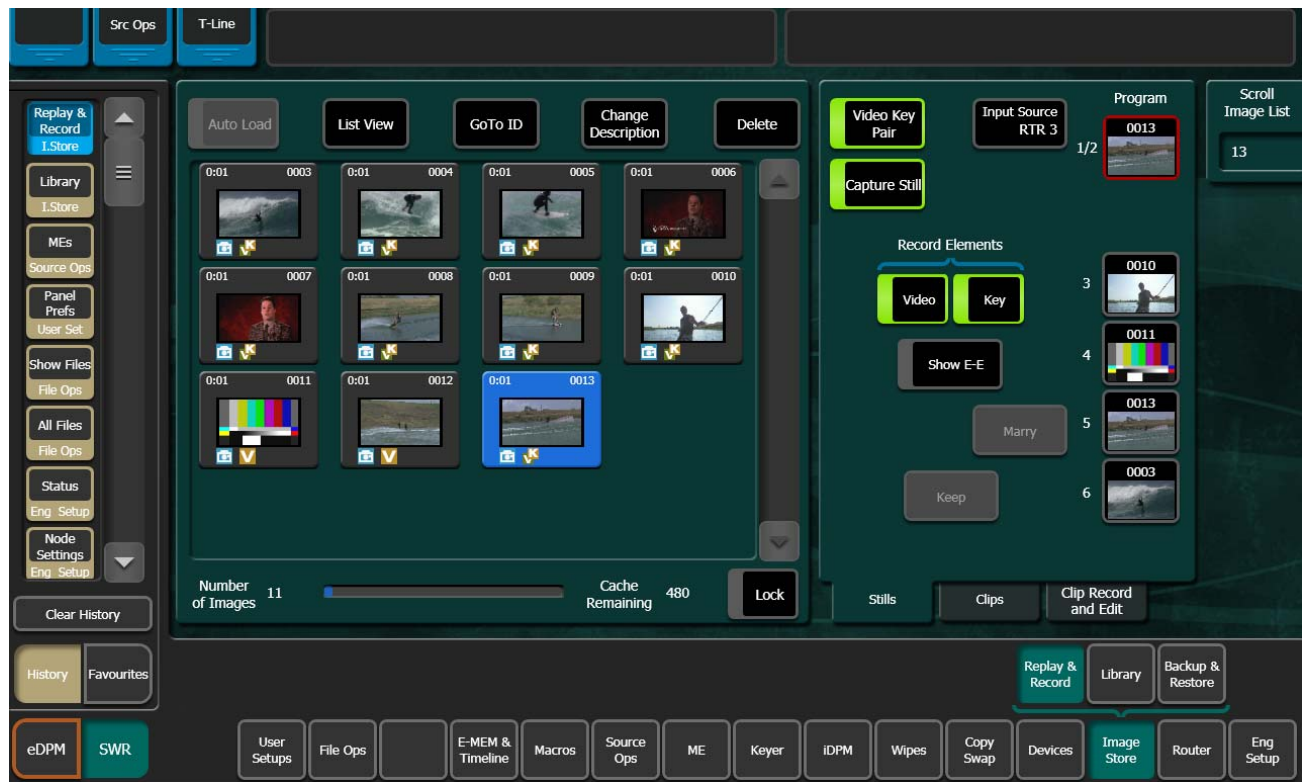 Src Ops
T-Line
Replay &
Record
I.Store
Library
I.Store
MEs
Source Ops
Panel
Prefs
User Set
Show Files
File Ops
All Files
File Ops
Status
Eng Setup
Node
Settings
Eng Setup
Clear History
History
Favourites
eDPM
SWR
Auto Load
List View
GoTo ID
Change
Description
Delete
0:01 0003
0:01 0004
0:01 0005
0:01 0006
0:01 0007
0:01 0008
0:01 0009
0:01 0010
0:01 0011
0:01 0012
0:01 0013
Number
of Images
11
Cache
Remaining
480
Lock
Video Key
Pair
Input Source
RTR 3
Program
1/2
0013
Capture Still
Record Elements
Video
Key
Show E-E
Marry
Keep
3
0010
4
0011
5
0013
6
0003
Stills
Clips
Clip Record
and Edit
Scroll
Image List
13
Replay &
Record
Library
Backup &
Restore
User
Setups
File Ops
E-MEM &
Timeline
Macros
Source
Ops
ME
Keyer
iDPM
Wipes
Copy
Swap
Devices
Image
Store
Router
Eng
Setup